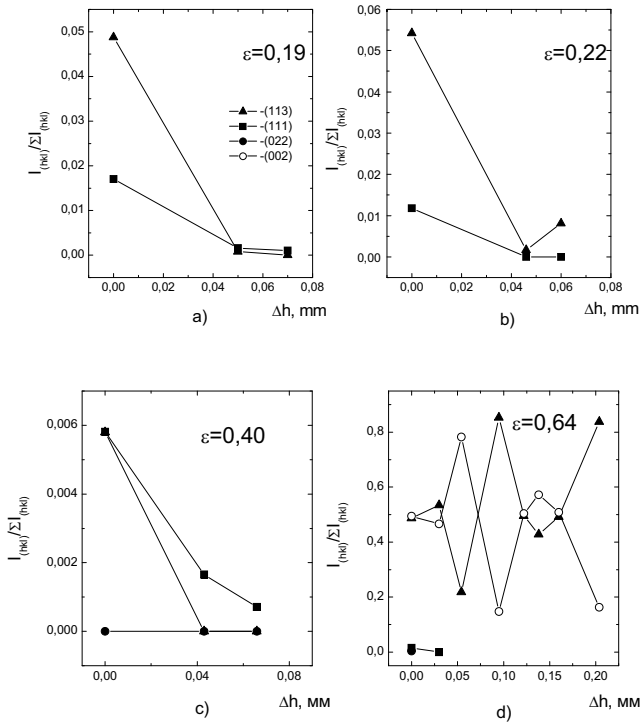 0,05
0,04
0,03
0,02
0,01
0,00
I(hkl)/ΣI(hkl)
ε=0,19
-(113)
-(111)
-(022)
-(002)
0,00 0,02 0,04 0,06 0,08
Δh, mm
a)
0,06
0,05
0,04
0,03
0,02
0,01
0,00
I(hkl)/ΣI(hkl)
ε=0,22
0,00 0,02 0,04 0,06 0,08
Δh, mm
b)
0,006
0,004
0,002
0,000
I(hkl)/ΣI(hkl)
ε=0,40
0,00 0,04 0,08
Δh, мм
c)
0,8
0,6
0,4
0,2
0,0
I(hkl)/ΣI(hkl)
ε=0,64
0,00 0,05 0,10 0,15 0,20
Δh, мм
d)